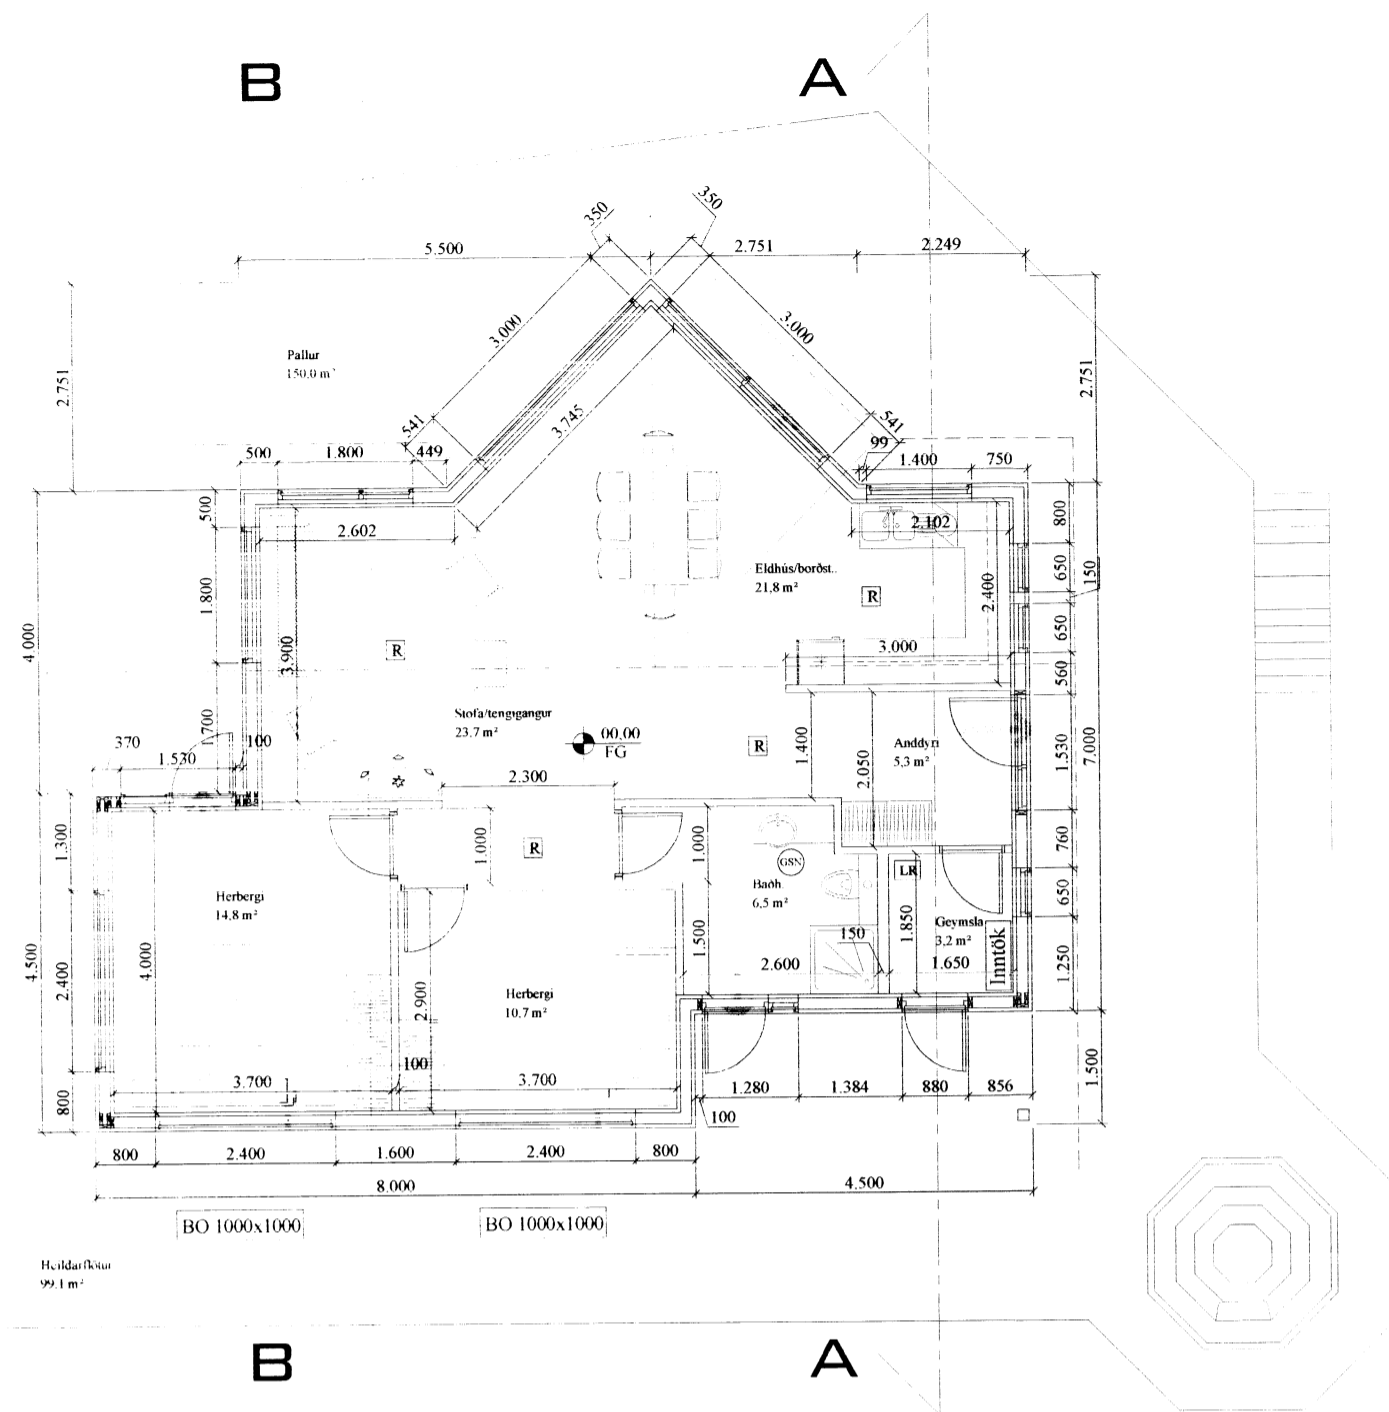 B
A
350
350
5.500
2.751
2.249
3.000
3.000
Pallur
150.0 m²
2.751
2.751
3.745
541
541
99
500
1.800
449
1.400
750
500
2.602
2.102
800
Eldhús/borðst..
21,8 m²
R
650
150
1.800
2.400
4.000
3.900
R
650
3.000
560
Stofa/tengigangur
23.7 m²
1.700
370
1.530
100
00,00
FG
R
1.400
2.050
Anddyri
5,3 m²
1.530
7.000
2.300
1.300
1.000
R
1.000
GSN
LR
760
Herbergi
14.8 m²
Baðh.
6,5 m²
650
Geymsla
3,2 m²
Inntök
4.500
2.400
4.000
1.500
150
1.850
2.600
1.650
1.250
Herbergi
10.7 m²
2.900
100
3.700
3.700
800
1.280
1.384
880
856
1.500
100
800
2.400
1.600
2.400
800
8.000
4.500
BO 1000x1000
BO 1000x1000
Heildarflötur
99.1 m²
B
A